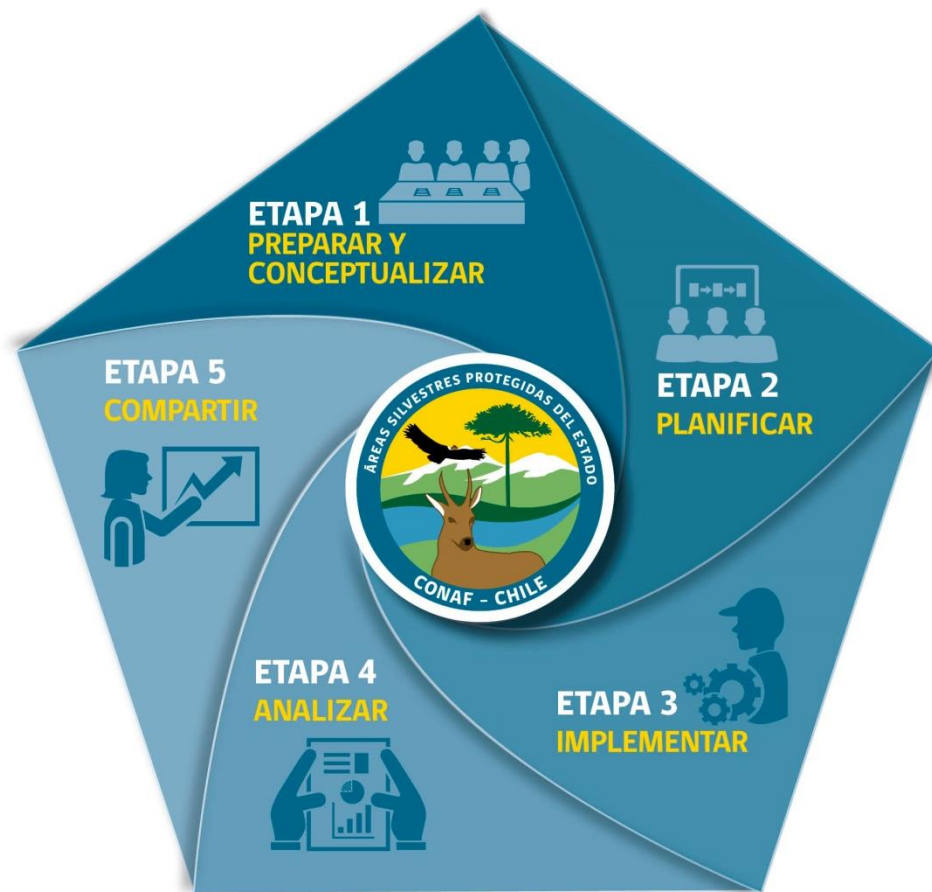 ETAPA 1
PREPARAR Y
CONCEPTUALIZAR
ETAPA 2
PLANIFICAR
ETAPA 3
IMPLEMENTAR
ETAPA 4
ANALIZAR
ETAPA 5
COMPARTIR
ÁREAS SILVESTRES PROTEGIDAS DEL ESTADO
CONAF - CHILE